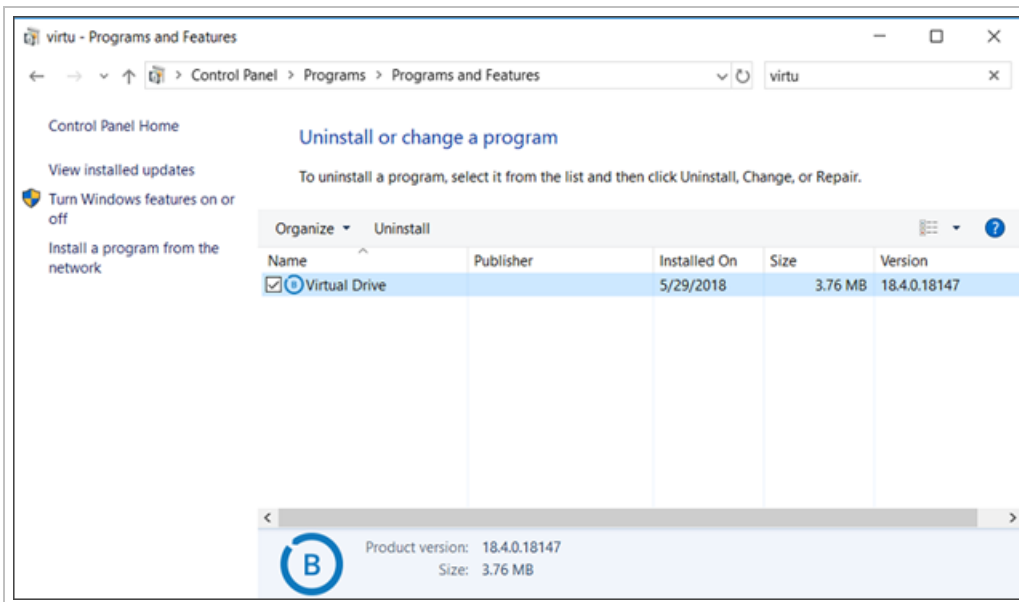 virtu - Programs and Features
Control Panel > Programs > Programs and Features
virtu
Control Panel Home
View installed updates
Turn Windows features on or
off
Install a program from the
network
Uninstall or change a program
To uninstall a program, select it from the list and then click Uninstall, Change, or Repair.
Organize Uninstall
Name Publisher Installed On Size Version
Virtual Drive 5/29/2018 3.76 MB 18.4.0.18147
B
Product version: 18.4.0.18147
Size: 3.76 MB